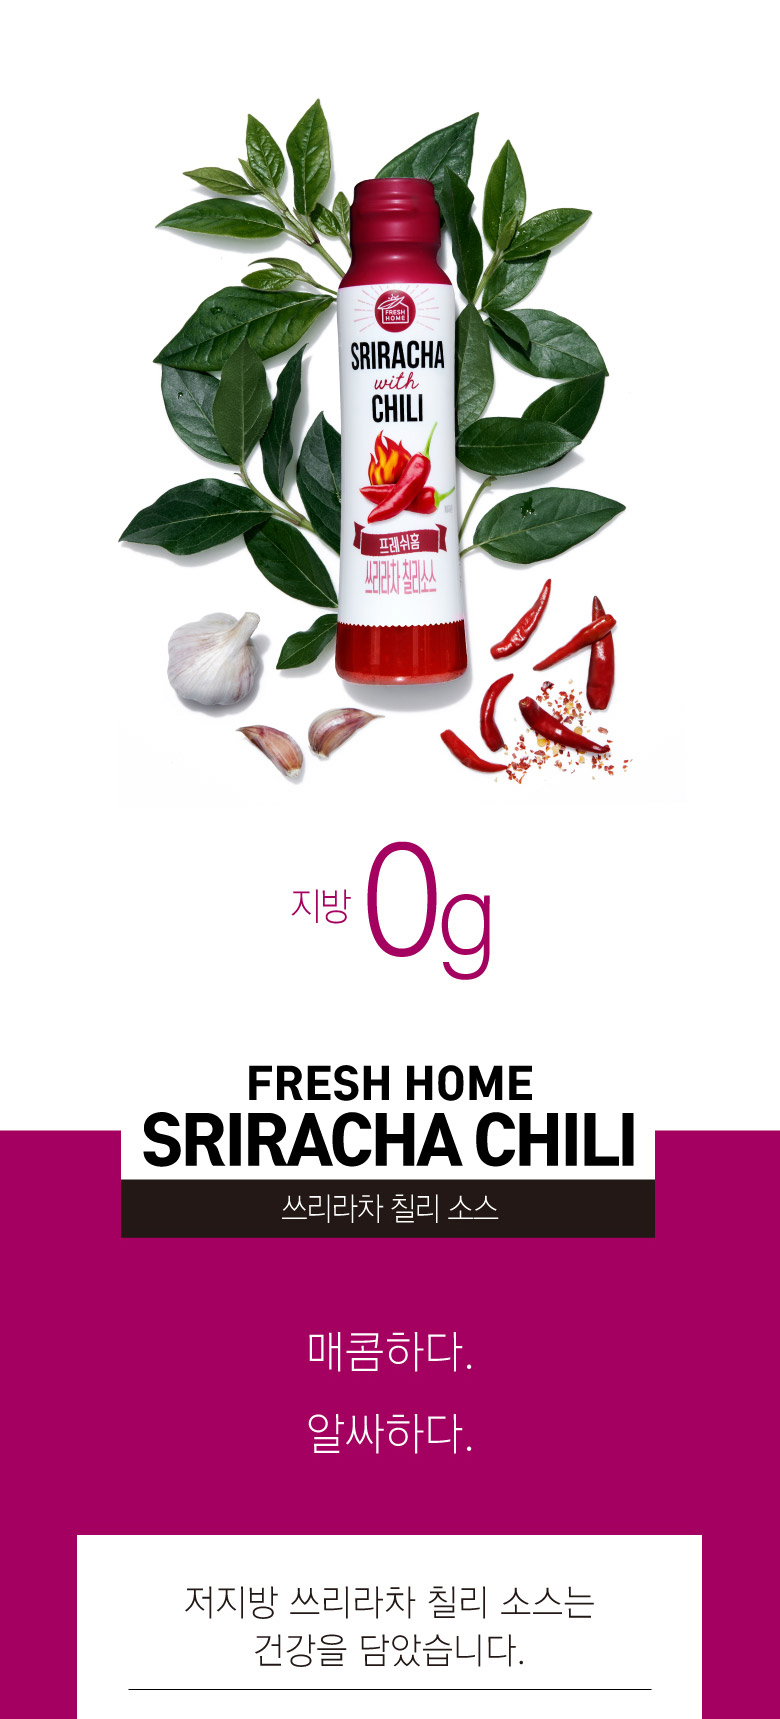 FRESH
HOME
SRIRACHA
with
CHILI
프레쉬홈
쓰리라차 칠리소스
지방 0g
FRESH HOME
SRIRACHA CHILI
쓰리라차 칠리 소스
매콤하다.
알싸하다.
저지방 쓰리라차 칠리 소스는
건강을 담았습니다.